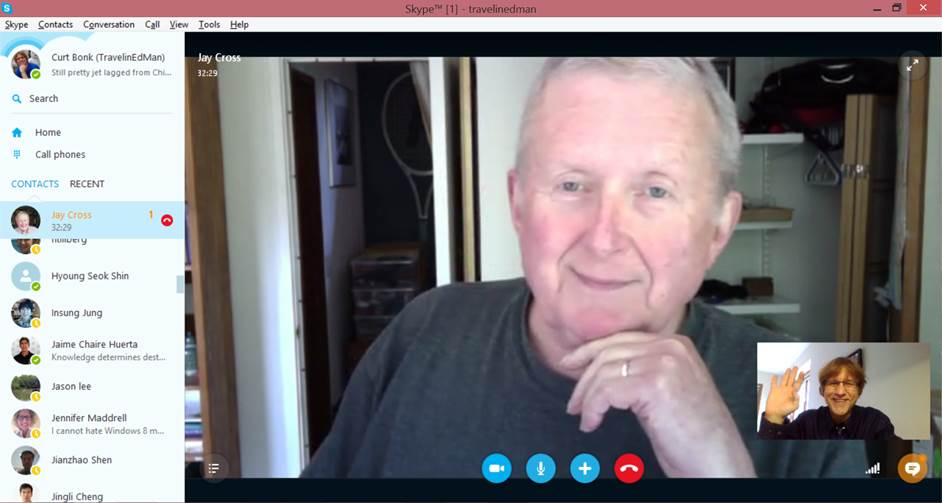 Skype™ [1] - travelinedman
Skype Contacts Conversation Call View Tools Help
Curt Bonk (TravelinEdMan)
Still pretty jet lagged from Chi...
Search
Home
Call phones
CONTACTS RECENT
Jay Cross 1
32:29
Hyoung Seok Shin
Insung Jung
Jaime Chaire Huerta
Knowledge determines dest...
Jason lee
Jennifer Maddrell
I cannot hate Windows 8 m...
Jianzhao Shen
Jingli Cheng
Jay Cross
32:29